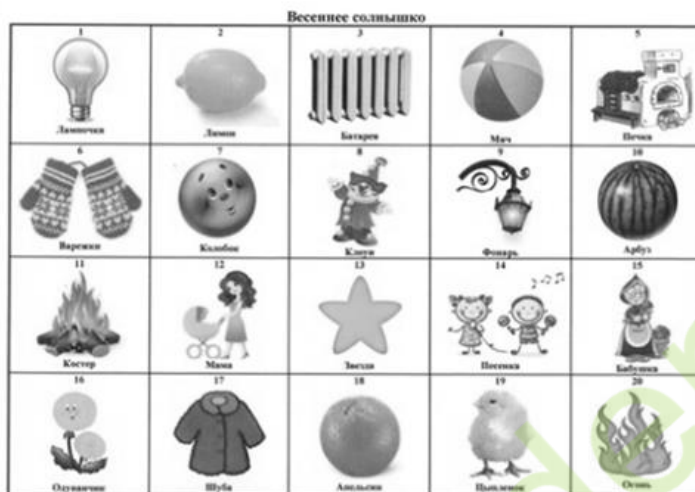 Весеннее солнышко
1 2 3 4 5
Лампочка Лимон Батарея Мяч Печка
6 7 8 9 10
Варежки Колобок Клоун Фонарь Арбуз
11 12 13 14 15
Костер Мама Звезда Песенка Бабушка
16 17 18 19 20
Одуванчик Шуба Апельсин Цыпленок Огонь